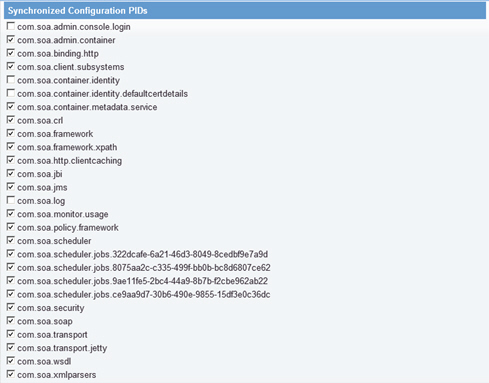 Synchronized Configuration PIDs
com.soa.admin.console.login
com.soa.admin.container
com.soa.binding.http
com.soa.client.subsystems
com.soa.container.identity
com.soa.container.identity.defaultcertdetails
com.soa.container.metadata.service
com.soa.crl
com.soa.framework
com.soa.framework.xpath
com.soa.http.clientcaching
com.soa.jbi
com.soa.jms
com.soa.log
com.soa.monitor.usage
com.soa.policy.framework
com.soa.scheduler
com.soa.scheduler.jobs.322dcafe-6a21-46d3-8049-8cedbf9e7a9d
com.soa.scheduler.jobs.8075aa2c-c335-499f-bb0b-bc8d6807ce62
com.soa.scheduler.jobs.9ae11fe5-2bc4-44a9-8b7b-f2cbe962ab22
com.soa.scheduler.jobs.ce9aa9d7-30b6-490e-9855-15df3e0c36dc
com.soa.security
com.soa.soap
com.soa.transport
com.soa.transport.jetty
com.soa.wsdl
com.soa.xmlparsers